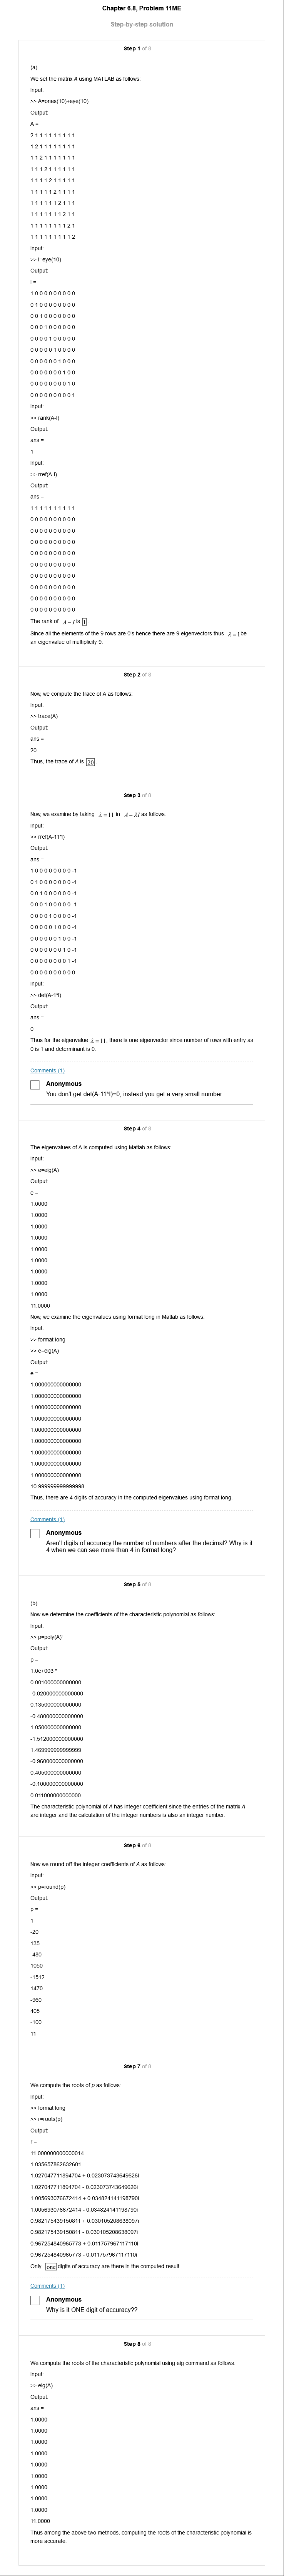 Chapter 6.8, Problem 11ME
Step-by-step solution
Step 1 of 8
(a)
We set the matrix A using MATLAB as follows:
Input:
>> A=ones(10)+eye(10)
Output:
A =
2 1 1 1 1 1 1 1 1 1
1 2 1 1 1 1 1 1 1 1
1 1 2 1 1 1 1 1 1 1
1 1 1 2 1 1 1 1 1 1
1 1 1 1 2 1 1 1 1 1
1 1 1 1 1 2 1 1 1 1
1 1 1 1 1 1 2 1 1 1
1 1 1 1 1 1 1 2 1 1
1 1 1 1 1 1 1 1 2 1
1 1 1 1 1 1 1 1 1 2
Input:
>> I=eye(10)
Output:
I =
1 0 0 0 0 0 0 0 0 0
0 1 0 0 0 0 0 0 0 0
0 0 1 0 0 0 0 0 0 0
0 0 0 1 0 0 0 0 0 0
0 0 0 0 1 0 0 0 0 0
0 0 0 0 0 1 0 0 0 0
0 0 0 0 0 0 1 0 0 0
0 0 0 0 0 0 0 1 0 0
0 0 0 0 0 0 0 0 1 0
0 0 0 0 0 0 0 0 0 1
Input:
>> rank(A-I)
Output:
ans =
1
Input:
>> rref(A-I)
Output:
ans =
1 1 1 1 1 1 1 1 1 1
0 0 0 0 0 0 0 0 0 0
0 0 0 0 0 0 0 0 0 0
0 0 0 0 0 0 0 0 0 0
0 0 0 0 0 0 0 0 0 0
0 0 0 0 0 0 0 0 0 0
0 0 0 0 0 0 0 0 0 0
0 0 0 0 0 0 0 0 0 0
0 0 0 0 0 0 0 0 0 0
0 0 0 0 0 0 0 0 0 0
The rank of A − I is 1.
Since all the elements of the 9 rows are 0's hence there are 9 eigenvectors thus λ = 1 be
an eigenvalue of multiplicity 9.
Step 2 of 8
Now, we compute the trace of A as follows:
Input:
>> trace(A)
Output:
ans =
20
Thus, the trace of A is 20.
Step 3 of 8
Now, we examine by taking λ = 11 in A − λI as follows:
Input:
>> rref(A-11*I)
Output:
ans =
1 0 0 0 0 0 0 0 0 -1
0 1 0 0 0 0 0 0 0 -1
0 0 1 0 0 0 0 0 0 -1
0 0 0 1 0 0 0 0 0 -1
0 0 0 0 1 0 0 0 0 -1
0 0 0 0 0 1 0 0 0 -1
0 0 0 0 0 0 1 0 0 -1
0 0 0 0 0 0 0 1 0 -1
0 0 0 0 0 0 0 0 1 -1
0 0 0 0 0 0 0 0 0 0
Input:
>> det(A-1*I)
Output:
ans =
0
Thus for the eigenvalue λ = 11, there is one eigenvector since number of rows with entry as
0 is 1 and determinant is 0.
Comments (1)
Anonymous
You don't get det(A-11*I)=0, instead you get a very small number ...
Step 4 of 8
The eigenvalues of A is computed using Matlab as follows:
Input:
>> e=eig(A)
Output:
e =
1.0000
1.0000
1.0000
1.0000
1.0000
1.0000
1.0000
1.0000
1.0000
11.0000
Now, we examine the eigenvalues using format long in Matlab as follows:
Input:
>> format long
>> e=eig(A)
Output:
e =
1.000000000000000
1.000000000000000
1.000000000000000
1.000000000000000
1.000000000000000
1.000000000000000
1.000000000000000
1.000000000000000
1.000000000000000
10.999999999999998
Thus, there are 4 digits of accuracy in the computed eigenvalues using format long.
Comments (1)
Anonymous
Aren't digits of accuracy the number of numbers after the decimal? Why is it
4 when we can see more than 4 in format long?
Step 5 of 8
(b)
Now we determine the coefficients of the characteristic polynomial as follows:
Input:
>> p=poly(A)'
Output:
p =
1.0e+003 *
0.001000000000000
-0.020000000000000
0.135000000000000
-0.480000000000000
1.050000000000000
-1.512000000000000
1.469999999999999
-0.960000000000000
0.405000000000000
-0.100000000000000
0.011000000000000
The characteristic polynomial of A has integer coefficient since the entries of the matrix A
are integer and the calculation of the integer numbers is also an integer number.
Step 6 of 8
Now we round off the integer coefficients of A as follows:
Input:
>> p=round(p)
Output:
p =
1
-20
135
-480
1050
-1512
1470
-960
405
-100
11
Step 7 of 8
We compute the roots of p as follows:
Input:
>> format long
>> r=roots(p)
Output:
r =
11.000000000000014
1.035657862632601
1.027047711894704 + 0.023073743649626i
1.027047711894704 - 0.023073743649626i
1.005693076672414 + 0.034824141198790i
1.005693076672414 - 0.034824141198790i
0.982175439150811 + 0.030105208638097i
0.982175439150811 - 0.030105208638097i
0.967254840965773 + 0.011757967117110i
0.967254840965773 - 0.011757967117110i
Only one digits of accuracy are there in the computed result.
Comments (1)
Anonymous
Why is it ONE digit of accuracy??
Step 8 of 8
We compute the roots of the characteristic polynomial using eig command as follows:
Input:
>> eig(A)
Output:
ans =
1.0000
1.0000
1.0000
1.0000
1.0000
1.0000
1.0000
1.0000
1.0000
11.0000
Thus among the above two methods, computing the roots of the characteristic polynomial is
more accurate.